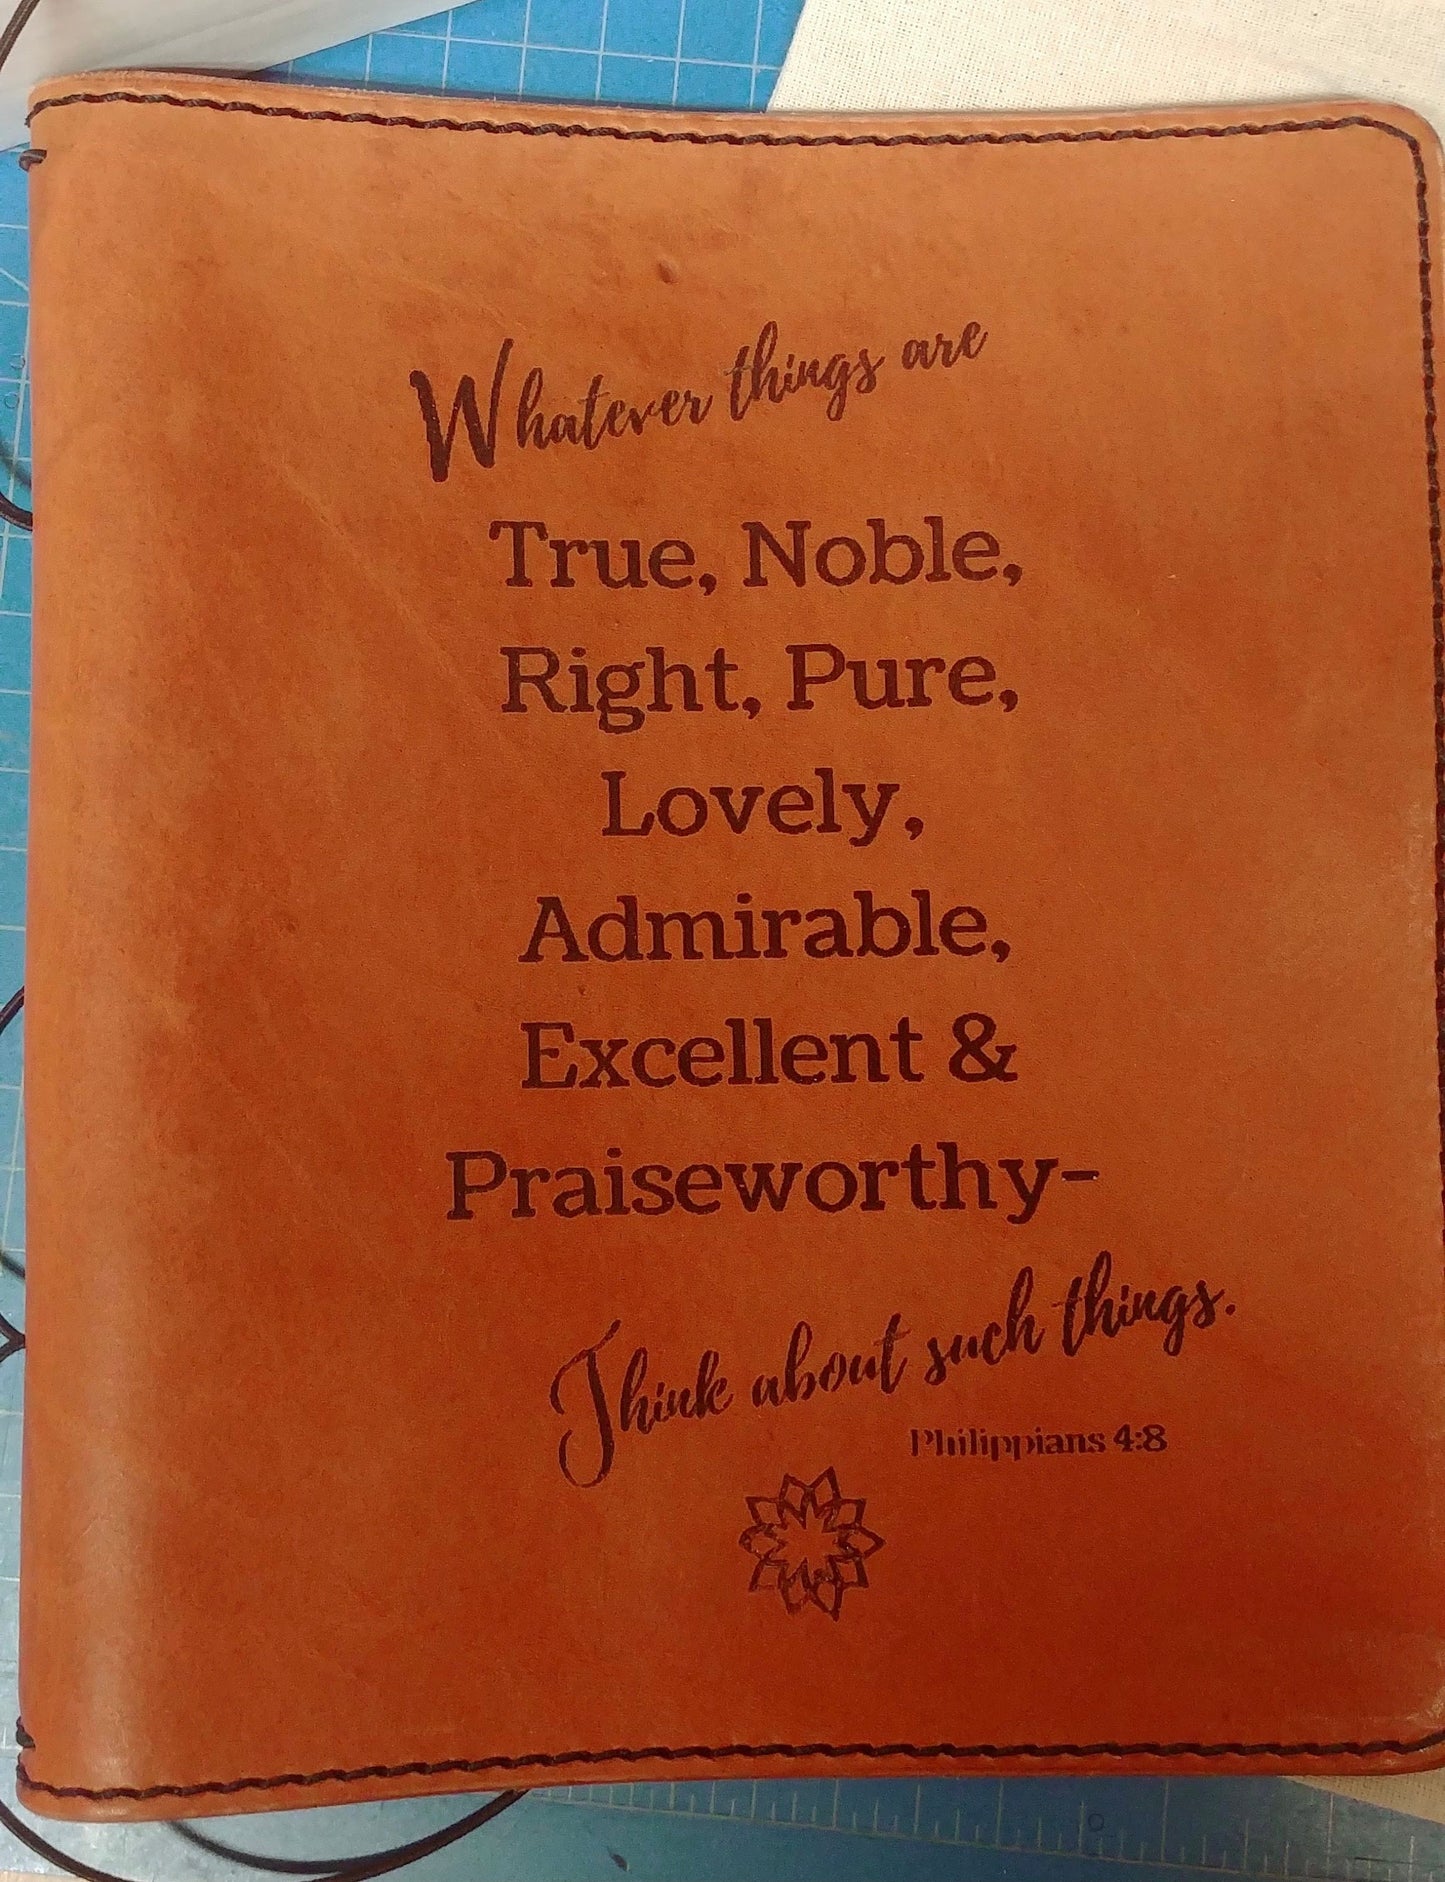 Whatever things are
True, Noble,
Right, Pure,
Lovely,
Admirable,
Excellent &
Praiseworthy-
Think about such things.
Philippians 4:8